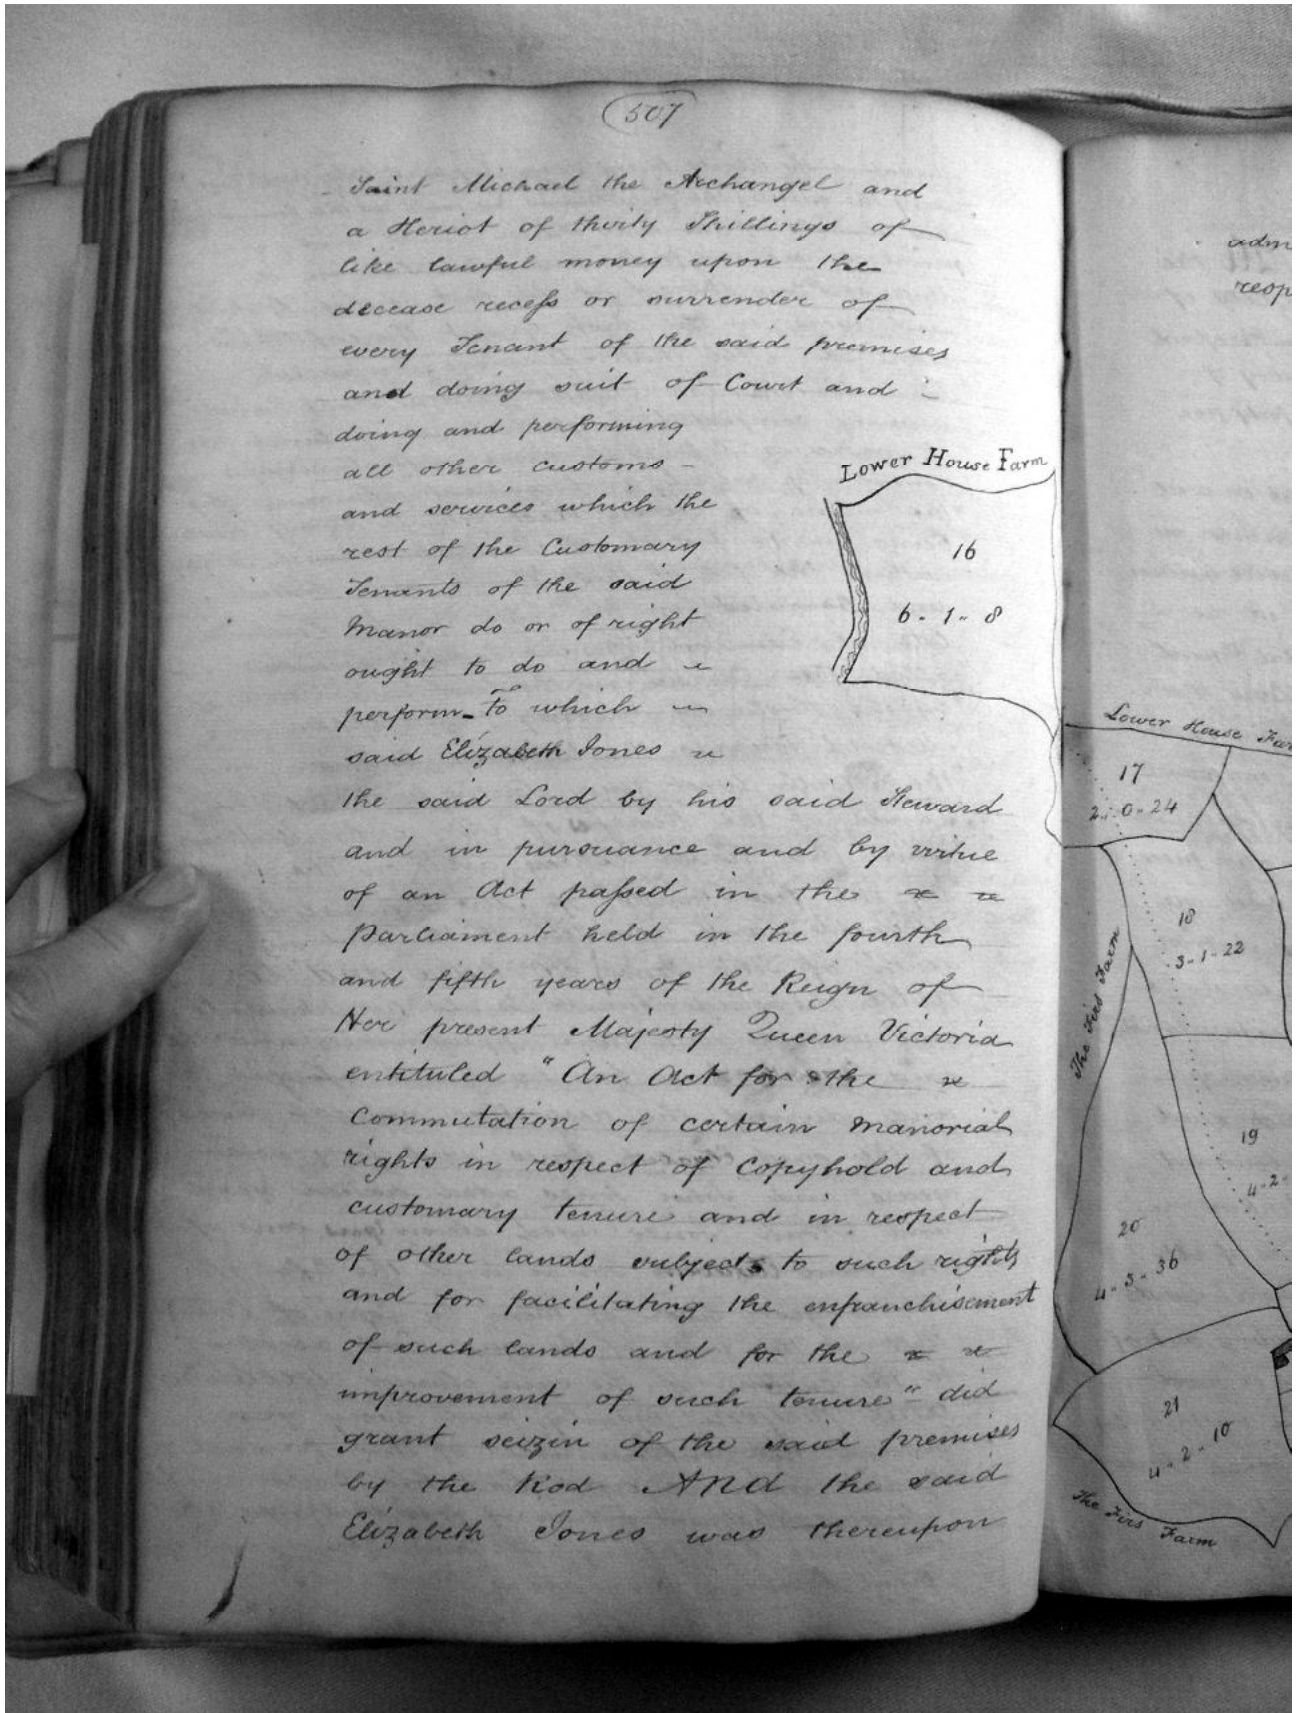 507
Saint Michael the Archangel and
a Heriot of thirty Shillings of
like lawful money upon the
decease recess or surrender of
every Tenant of the said premises
and doing suit of Court and
doing and performing
all other customs
and services which the
rest of the Customary
Tenants of the said
Manor do or of right
ought to do and
perform To which
said Elizabeth Jones
the said Lord by his said Steward
and in pursuance and by virtue
of an Act passed in the
Parliament held in the fourth
and fifth years of the Reign of
Her present Majesty Queen Victoria
entituled "An Act for the
Commutation of certain manorial
rights in respect of Copyhold and
customary tenure and in respect
of other lands subject to such rights
and for facilitating the enfranchisement
of such lands and for the
improvement of such tenure" did
grant seizin of the said premises
by the Rod AND the said
Elizabeth Jones was thereupon
Lower House Farm
16
6 - 1 - 8
adm
resp
Lower House Far
17
2 - 0 - 24
18
3 - 1 - 22
The Firs Farm
19
4 - 2 -
20
4 - 3 - 36
21
4 - 2 - 10
The Firs Farm